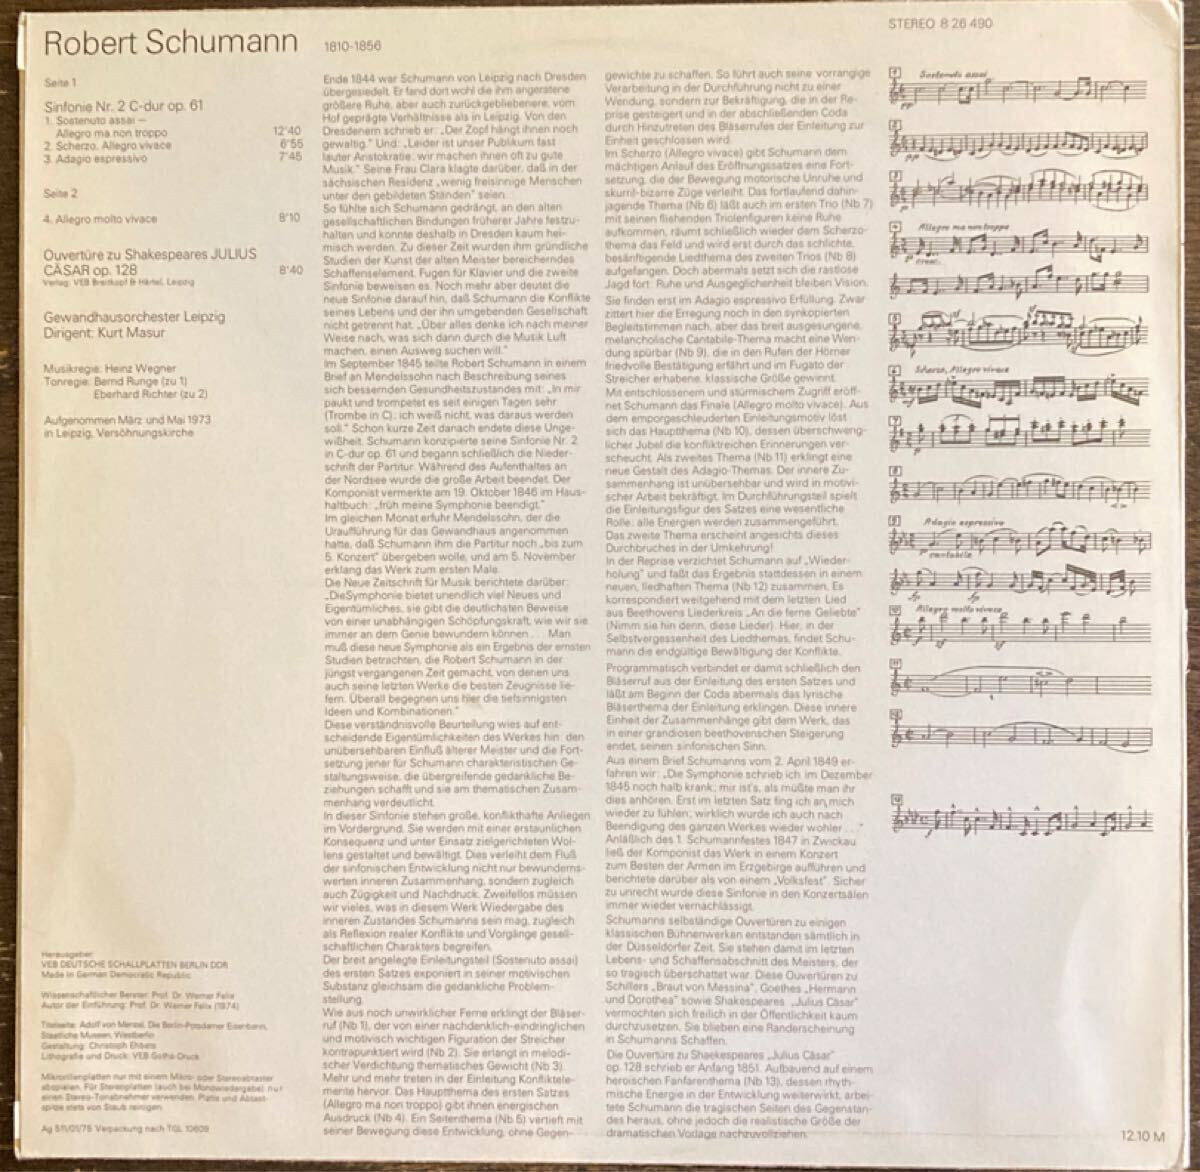 Robert Schumann 1810-1856
STEREO 8 26 490
Seite 1
Sinfonie Nr. 2 C-dur op. 61
1. Sostenuto assai –
Allegro ma non troppo 12'40
2. Scherzo. Allegro vivace 6'55
3. Adagio espressivo 7'45
Seite 2
4. Allegro molto vivace 8'10
Ouvertüre zu Shakespeares JULIUS
CÄSAR op. 128 8'40
Verlag: VEB Breitkopf & Härtel, Leipzig
Gewandhausorchester Leipzig
Dirigent: Kurt Masur
Musikregie: Heinz Wegner
Tonregie: Bernd Runge (zu 1)
Eberhard Richter (zu 2)
Aufgenommen März und Mai 1973
in Leipzig, Versöhnungskirche
Herausgeber:
VEB DEUTSCHE SCHALLPLATTEN BERLIN DDR
Made in German Democratic Republic
Wissenschaftlicher Berater: Prof. Dr. Werner Felix
Autor der Einführung: Prof. Dr. Werner Felix (1974)
Titelseite: Adolf von Menzel, Die Berlin-Potsdamer Eisenbahn,
Staatliche Museen, Westberlin
Gestaltung: Christoph Ehbets
Lithografie und Druck: VEB Gotha-Druck
Mikrorillenplatten nur mit einem Mikro- oder Stereoabtaster
abspielen. Für Stereoplatten (auch bei Monowiedergabe) nur
einen Stereo-Tonabnehmer verwenden. Platte und Abtast-
spitze stets von Staub reinigen.
Ag 511/01/75 Verpackung nach TGL 10609
Ende 1844 war Schumann von Leipzig nach Dresden
übergesiedelt. Er fand dort wohl die ihm angeratene
größere Ruhe, aber auch zurückgebliebenere, vom
Hof geprägte Verhältnisse als in Leipzig. Von den
Dresdenern schrieb er: „Der Zopf hängt ihnen noch
gewaltig." Und: „Leider ist unser Publikum fast
lauter Aristokratie; wir machen ihnen oft zu gute
Musik." Seine Frau Clara klagte darüber, daß in der
sächsischen Residenz „wenig freisinnige Menschen
unter den gebildeten Ständen" seien.
So fühlte sich Schumann gedrängt, an den alten
gesellschaftlichen Bindungen früherer Jahre festzu-
halten und konnte deshalb in Dresden kaum hei-
misch werden. Zu dieser Zeit wurden ihm gründliche
Studien der Kunst der alten Meister bereicherndes
Schaffenselement. Fugen für Klavier und die zweite
Sinfonie beweisen es. Noch mehr aber deutet die
neue Sinfonie darauf hin, daß Schumann die Konflikte
seines Lebens und der ihn umgebenden Gesellschaft
nicht getrennt hat. „Über alles denke ich nach meiner
Weise nach, was sich dann durch die Musik Luft
machen, einen Ausweg suchen will."
Im September 1845 teilte Robert Schumann in einem
Brief an Mendelssohn nach Beschreibung seines
sich bessernden Gesundheitszustandes mit: „In mir
paukt und trompetet es seit einigen Tagen sehr
(Trombe in C); ich weiß nicht, was daraus werden
soll." Schon kurze Zeit danach endete diese Unge-
wißheit. Schumann konzipierte seine Sinfonie Nr. 2
in C-dur op. 61 und begann schließlich die Nieder-
schrift der Partitur. Während des Aufenthaltes an
der Nordsee wurde die große Arbeit beendet. Der
Komponist vermerkte am 19. Oktober 1846 im Haus-
haltbuch: „früh meine Symphonie beendigt."
Im gleichen Monat erfuhr Mendelssohn, der die
Uraufführung für das Gewandhaus angenommen
hatte, daß Schumann ihm die Partitur noch „bis zum
5. Konzert" übergeben wolle, und am 5. November
erklang das Werk zum ersten Male.
Die Neue Zeitschrift für Musik berichtete darüber:
„DieSymphonie bietet unendlich viel Neues und
Eigentümliches, sie gibt die deutlichsten Beweise
von einer unabhängigen Schöpfungskraft, wie wir sie
immer an dem Genie bewundern können . . . Man
muß diese neue Symphonie als ein Ergebnis der ernsten
Studien betrachten, die Robert Schumann in der
jüngst vergangenen Zeit gemacht, von denen uns
auch seine letzten Werke die besten Zeugnisse lie-
fern. Überall begegnen uns hier die tiefsinnigsten
Ideen und Kombinationen."
Diese verständnisvolle Beurteilung wies auf ent-
scheidende Eigentümlichkeiten des Werkes hin: den
unübersehbaren Einfluß älterer Meister und die Fort-
setzung jener für Schumann charakteristischen Ge-
staltungsweise, die übergreifende gedankliche Be-
ziehungen schafft und sie am thematischen Zusam-
menhang verdeutlicht.
In dieser Sinfonie stehen große, konflikthafte Anliegen
im Vordergrund. Sie werden mit einer erstaunlichen
Konsequenz und unter Einsatz zielgerichteten Wol-
lens gestaltet und bewältigt. Dies verleiht dem Fluß
der sinfonischen Entwicklung nicht nur bewunderns-
werten inneren Zusammenhang, sondern zugleich
auch Zügigkeit und Nachdruck. Zweifellos müssen
wir vieles, was in diesem Werk Wiedergabe des
inneren Zustandes Schumanns sein mag, zugleich
als Reflexion realer Konflikte und Vorgänge gesell-
schaftlichen Charakters begreifen.
Der breit angelegte Einleitungsteil (Sostenuto assai)
des ersten Satzes exponiert in seiner motivischen
Substanz gleichsam die gedankliche Problem-
stellung.
Wie aus noch unwirklicher Ferne erklingt der Bläser-
ruf (Nb 1), der von einer nachdenklich-eindringlichen
und motivisch wichtigen Figuration der Streicher
kontrapunktiert wird (Nb 2). Sie erlangt in melodi-
scher Verdichtung thematisches Gewicht (Nb 3).
Mehr und mehr treten in der Einleitung Konfliktele-
mente hervor. Das Hauptthema des ersten Satzes
(Allegro ma non troppo) gibt ihnen energischen
Ausdruck (Nb 4). Ein Seitenthema (Nb 5) vertieft mit
seiner Bewegung diese Entwicklung, ohne Gegen-
gewichte zu schaffen. So führt auch seine vorrangige
Verarbeitung in der Durchführung nicht zu einer
Wendung, sondern zur Bekräftigung, die in der Re-
prise gesteigert und in der abschließenden Coda
durch Hinzutreten des Bläserrufes der Einleitung zur
Einheit geschlossen wird.
Im Scherzo (Allegro vivace) gibt Schumann dem
mächtigen Anlauf des Eröffnungssatzes eine Fort-
setzung, die der Bewegung motorische Unruhe und
skurril-bizarre Züge verleiht. Das fortlaufend dahin-
jagende Thema (Nb 6) läßt auch im ersten Trio (Nb 7)
mit seinen fliehenden Triolenfiguren keine Ruhe
aufkommen, räumt schließlich wieder dem Scherzo-
thema das Feld und wird erst durch das schlichte,
besänftigende Liedthema des zweiten Trios (Nb 8)
aufgefangen. Doch abermals setzt sich die rastlose
Jagd fort: Ruhe und Ausgeglichenheit bleiben Vision.
Sie finden erst im Adagio espressivo Erfüllung. Zwar
zittert hier die Erregung noch in den synkopierten
Begleitstimmen nach, aber das breit ausgesungene,
melancholische Cantabile-Thema macht eine Wen-
dung spürbar (Nb 9), die in den Rufen der Hörner
friedvolle Bestätigung erfährt und im Fugato der
Streicher erhabene, klassische Größe gewinnt.
Mit entschlossenem und stürmischem Zugriff eröff-
net Schumann das Finale (Allegro molto vivace). Aus
dem emporgeschleuderten Einleitungsmotiv löst
sich das Hauptthema (Nb 10), dessen überschweng-
licher Jubel die konfliktreichen Erinnerungen ver-
scheucht. Als zweites Thema (Nb 11) erklingt eine
neue Gestalt des Adagio-Themas. Der innere Zu-
sammenhang ist unübersehbar und wird in motivi-
scher Arbeit bekräftigt. Im Durchführungsteil spielt
die Einleitungsfigur des Satzes eine wesentliche
Rolle: alle Energien werden zusammengeführt.
Das zweite Thema erscheint angesichts dieses
Durchbruches in der Umkehrung!
In der Reprise verzichtet Schumann auf „Wieder-
holung" und faßt das Ergebnis stattdessen in einem
neuen, liedhaften Thema (Nb 12) zusammen. Es
korrespondiert weitgehend mit dem letzten Lied
aus Beethovens Liederkreis „An die ferne Geliebte"
(Nimm sie hin denn, diese Lieder). Hier, in der
Selbstvergessenheit des Liedthemas, findet Schu-
mann die endgültige Bewältigung der Konflikte.
Programmatisch verbindet er damit schließlich den
Bläserruf aus der Einleitung des ersten Satzes und
läßt am Beginn der Coda abermals das lyrische
Bläserthema der Einleitung erklingen. Diese innere
Einheit der Zusammenhänge gibt dem Werk, das
in einer grandiosen beethovenschen Steigerung
endet, seinen sinfonischen Sinn.
Aus einem Brief Schumanns vom 2. April 1849 er-
fahren wir: „Die Symphonie schrieb ich im Dezember
1845 noch halb krank; mir ist's, als müßte man ihr
dies anhören. Erst im letzten Satz fing ich an, mich
wieder zu fühlen; wirklich wurde ich auch nach
Beendigung des ganzen Werkes wieder wohler . . ."
Anläßlich des 1. Schumannfestes 1847 in Zwickau
ließ der Komponist das Werk in einem Konzert
zum Besten der Armen im Erzgebirge aufführen und
berichtete darüber als von einem „Volksfest". Sicher
zu unrecht wurde diese Sinfonie in den Konzertsälen
immer wieder vernachlässigt.
Schumanns selbständige Ouvertüren zu einigen
klassischen Bühnenwerken entstanden sämtlich in
der Düsseldorfer Zeit. Sie stehen damit im letzten
Lebens- und Schaffensabschnitt des Meisters, der
so tragisch überschattet war. Diese Ouvertüren zu
Schillers „Braut von Messina", Goethes „Hermann
und Dorothea" sowie Shakespeares „Julius Cäsar"
vermochten sich freilich in der Öffentlichkeit kaum
durchzusetzen. Sie blieben eine Randerscheinung
in Schumanns Schaffen.
Die Ouvertüre zu Shaekespeares „Julius Cäsar"
op. 128 schrieb er Anfang 1851. Aufbauend auf einem
heroischen Fanfarenthema (Nb 13), dessen rhyth-
mische Energie in der Entwicklung weiterwirkt, arbei-
tete Schumann die tragischen Seiten des Gegenstan-
des heraus, ohne jedoch die realistische Größe der
dramatischen Vorlage nachzuvollziehen.
1 Sostenuto assai
pp
2
pp
3
p
4 Allegro ma non troppo
p cresc.
5
6 Scherzo, Allegro vivace
7
8
9 Adagio espressivo
p cantabile
fp fp
10 Allegro molto vivace
f
11
12
13
f
12.10 M